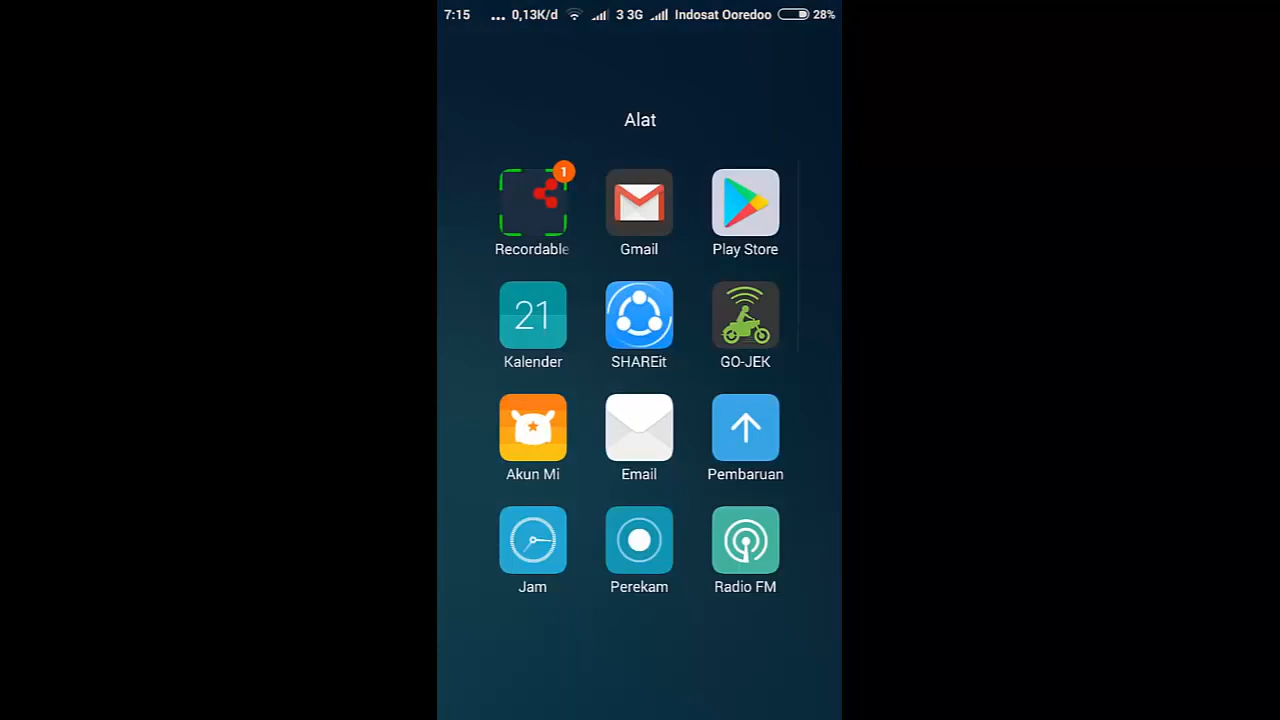 7:15 ... 0,13K/d 3 3G Indosat Ooredoo 28%
Alat
1
Recordable Gmail Play Store
21
Kalender SHAREit GO-JEK
Akun Mi Email Pembaruan
Jam Perekam Radio FM